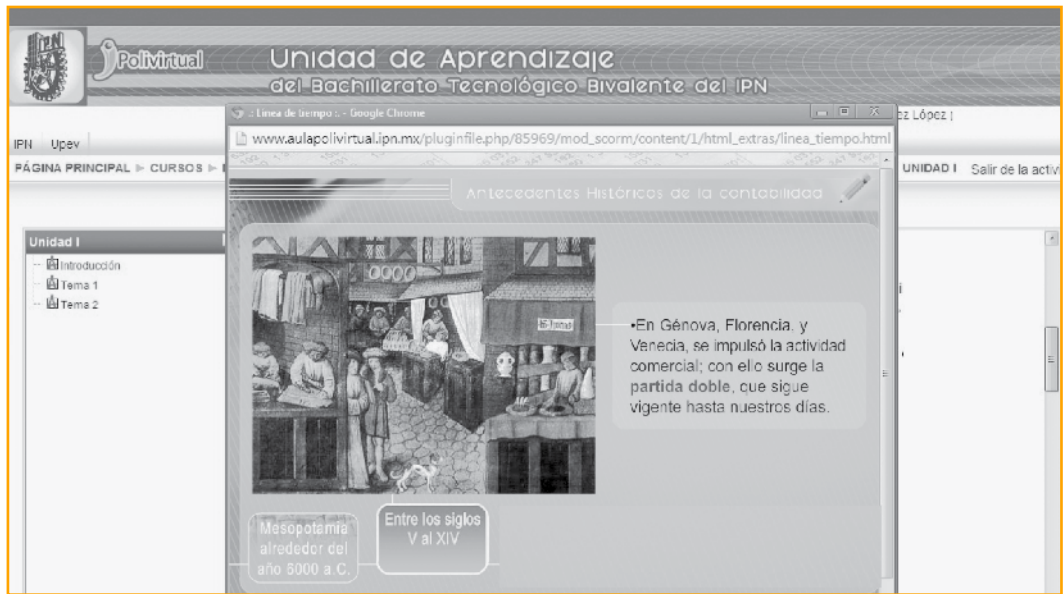 IPN
Polivirtual
Unidad de Aprendizaje
del Bachillerato Tecnológico Bivalente del IPN
.: Linea de tiempo :. - Google Chrome
ez López )
www.aulapolivirtual.ipn.mx/pluginfile.php/85969/mod_scorm/content/1/html_extras/linea_tiempo.html
IPN Upev
PÁGINA PRINCIPAL ► CURSOS ►
UNIDAD I Salir de la activ
Antecedentes Históricos de la contabilidad
Unidad I
Introducción
Tema 1
Tema 2
•En Génova, Florencia, y
Venecia, se impulsó la actividad
comercial; con ello surge la
partida doble, que sigue
vigente hasta nuestros días.
Mesopotamia
alrededor del
año 6000 a.C.
Entre los siglos
V al XIV